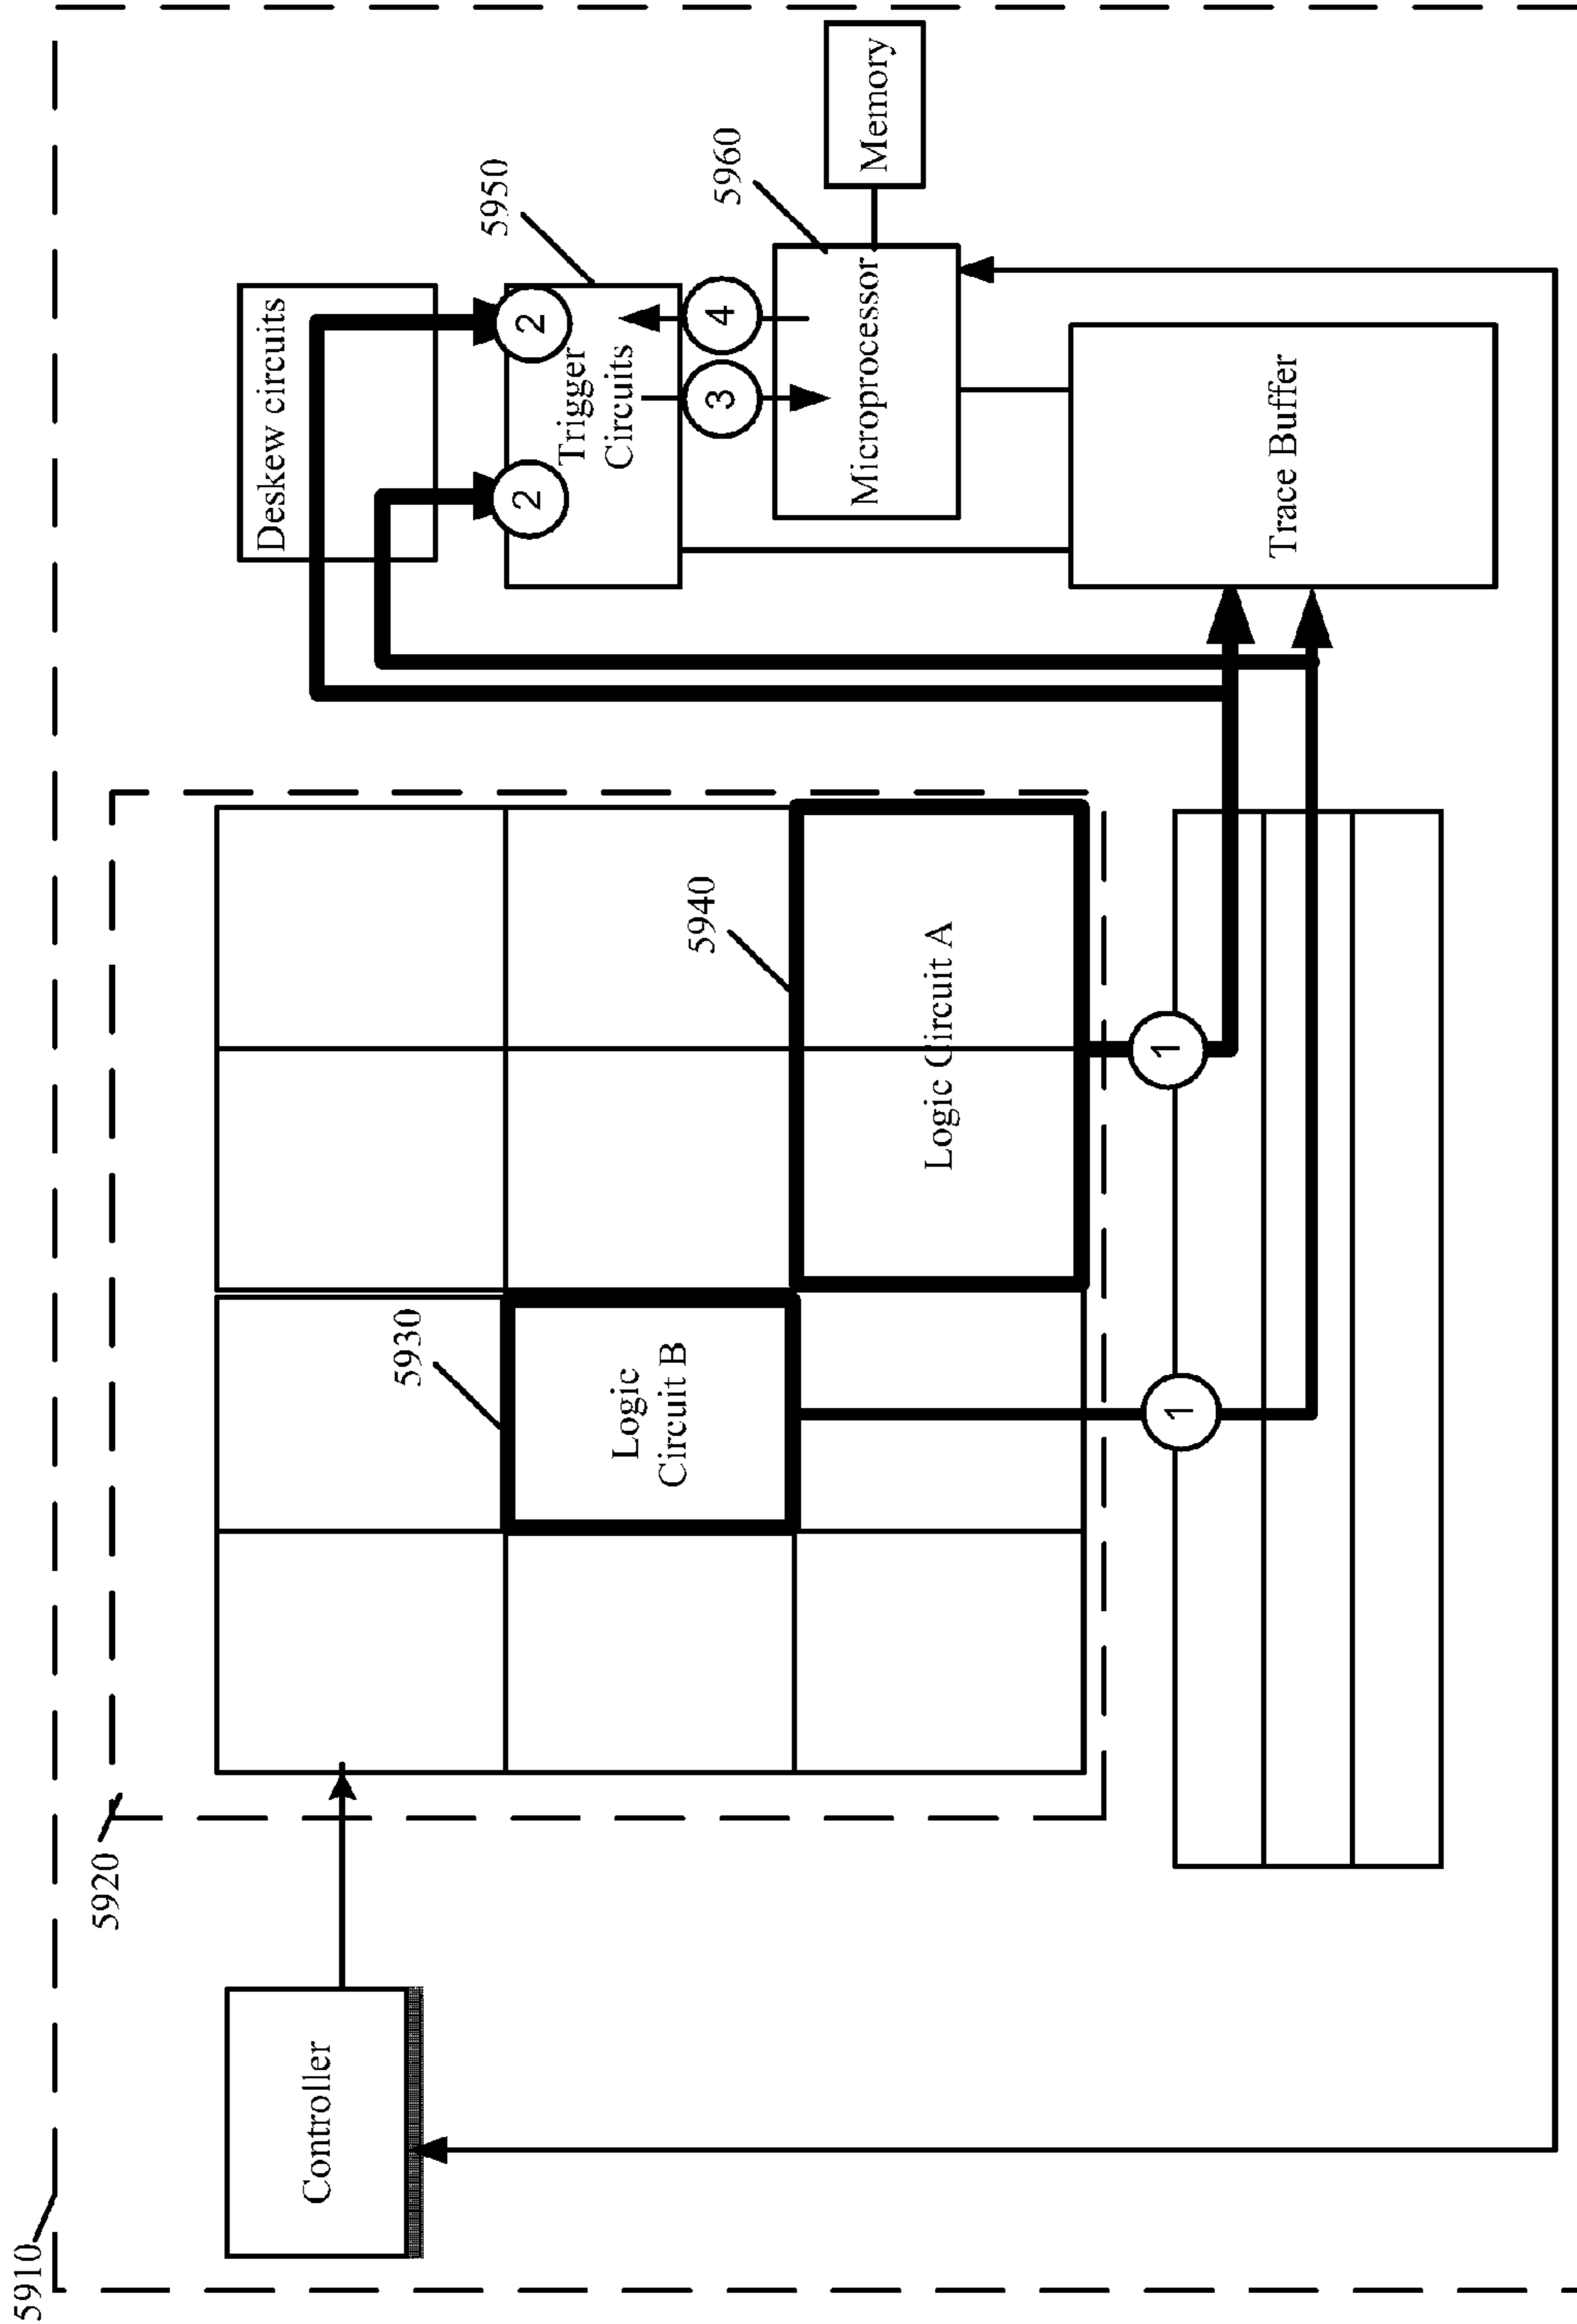 5910
5920
Deskew circuits
Controller
5930
5950
2
2
Trigger
Circuits
Logic
Circuit B
5940
3
4
5960
Microprocessor
Memory
Logic Circuit A
1
1
Trace Buffer